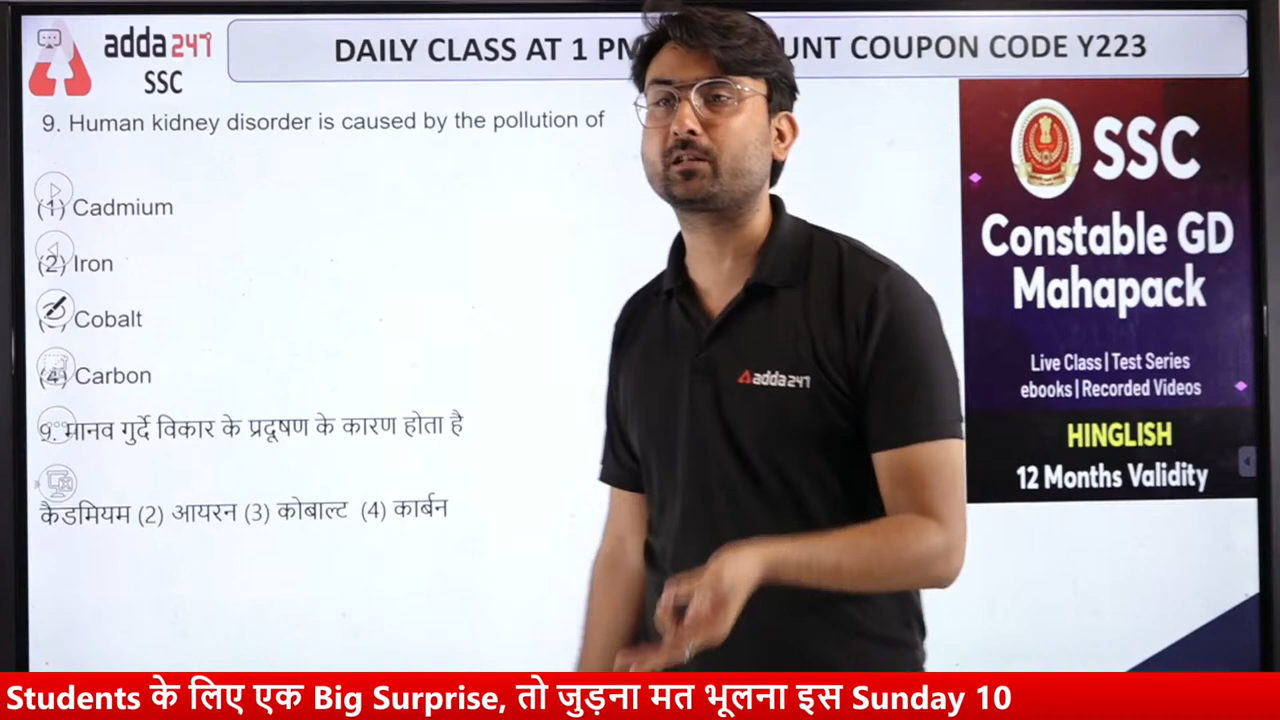 adda 247
SSC
DAILY CLASS AT 1 PM UNT COUPON CODE Y223
9. Human kidney disorder is caused by the pollution of
(1) Cadmium
(2) Iron
Cobalt
(4) Carbon
9. मानव गुर्दे विकार के प्रदूषण के कारण होता है
कैडमियम (2) आयरन (3) कोबाल्ट (4) कार्बन
adda247
SSC
Constable GD
Mahapack
Live Class | Test Series
ebooks | Recorded Videos
HINGLISH
12 Months Validity
Students के लिए एक Big Surprise, तो जुड़ना मत भूलना इस Sunday 10